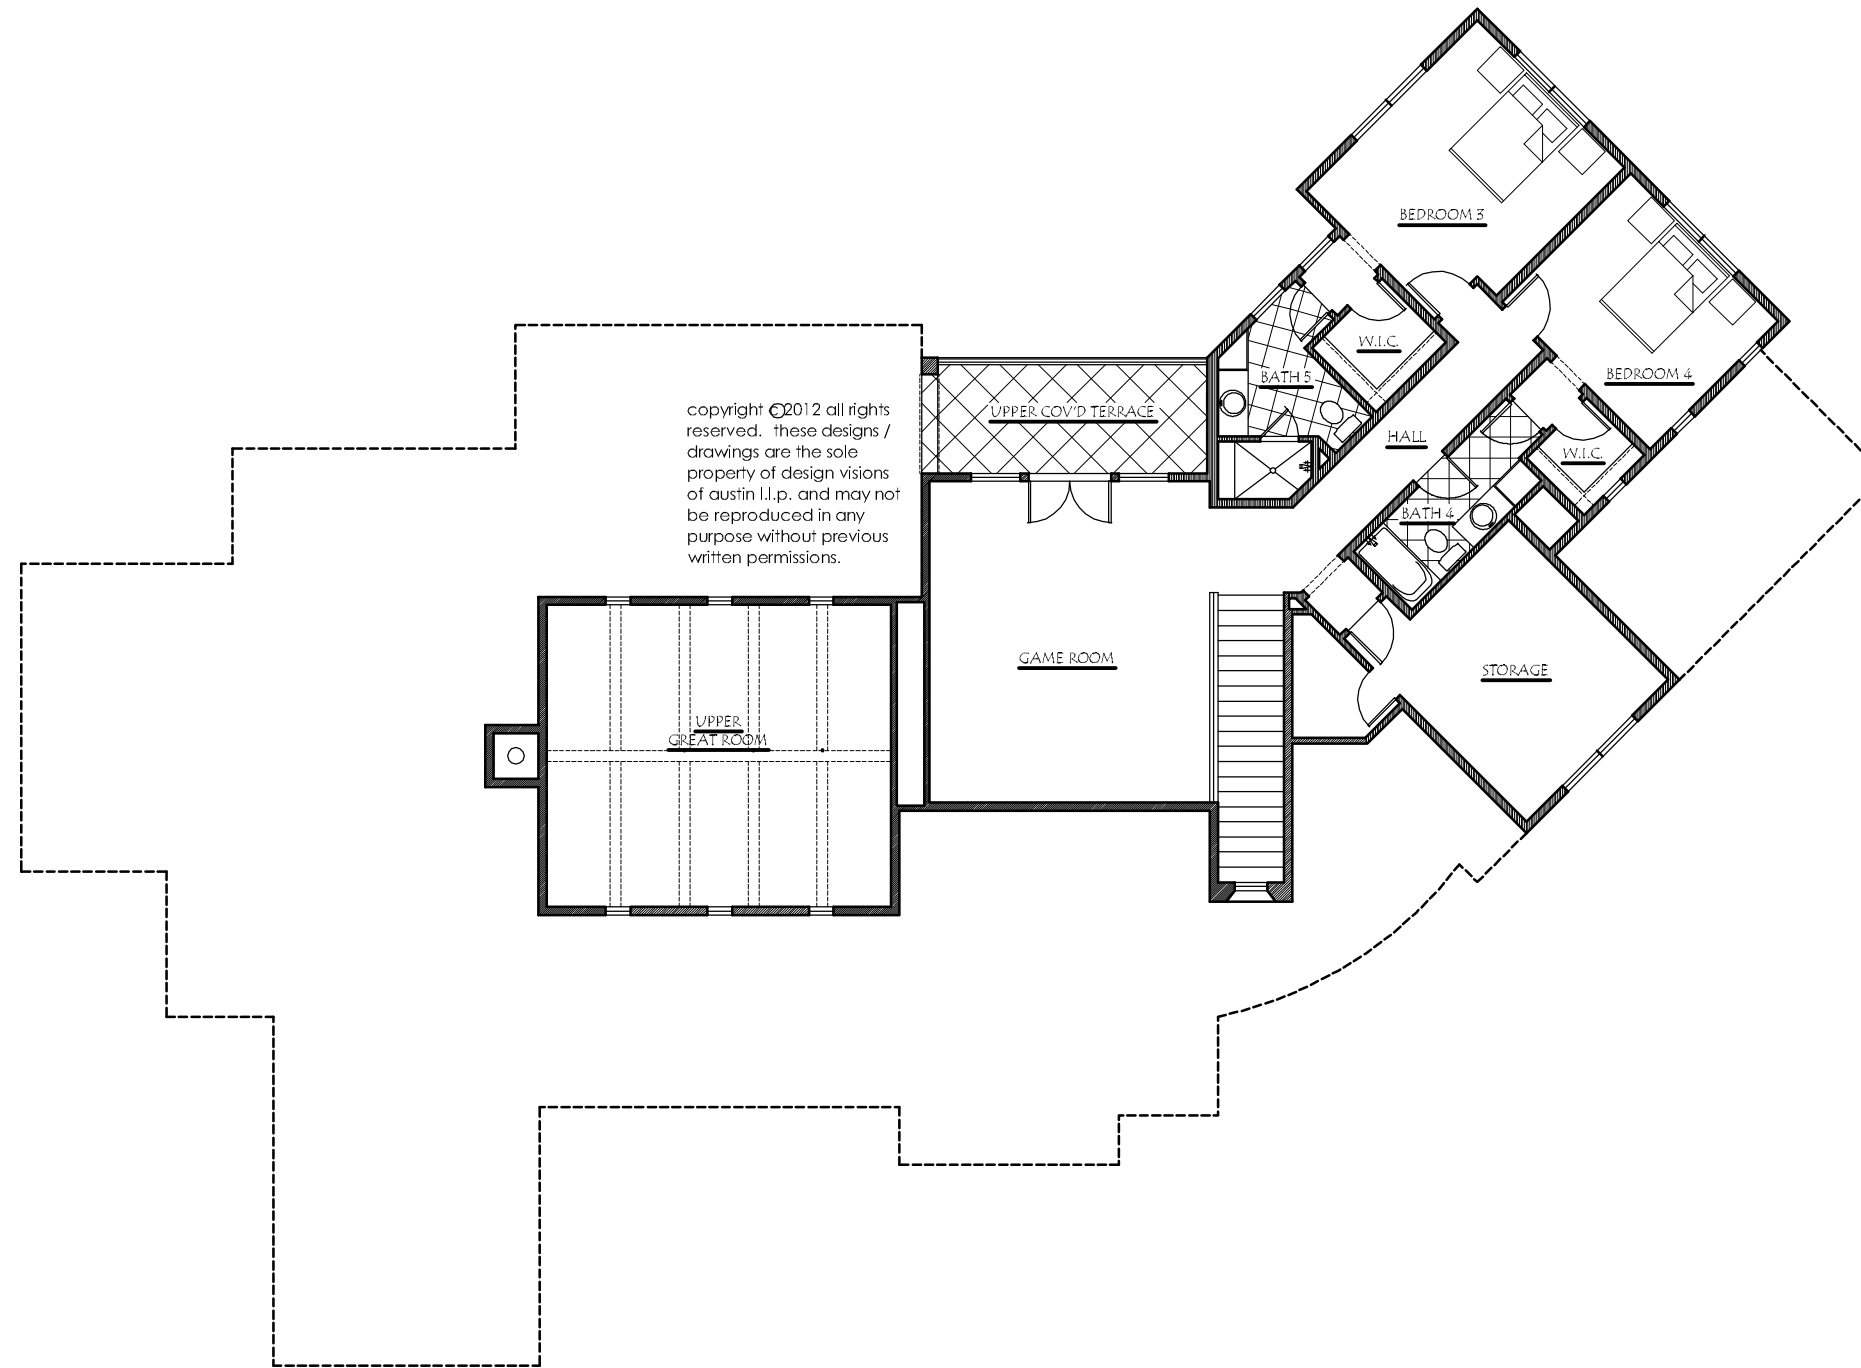 BEDROOM 3
W.I.C.
BEDROOM 4
BATH 5
copyright © 2012 all rights
reserved. these designs /
drawings are the sole
property of design visions
of austin l.l.p. and may not
be reproduced in any
purpose without previous
written permissions.
UPPER COV'D TERRACE
HALL
W.I.C.
BATH 4
GAME ROOM
STORAGE
UPPER
GREAT ROOM